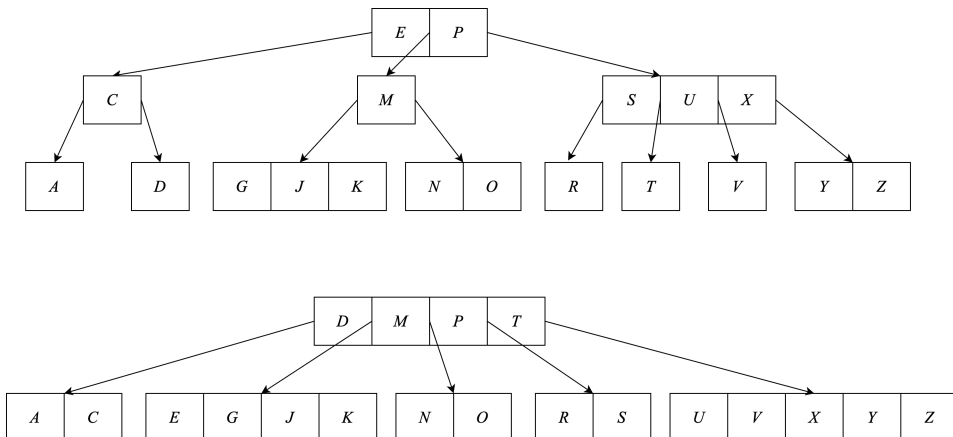 E P
C M S U X
A D G J K N O R T V Y Z
D M P T
A C E G J K N O R S U V X Y Z